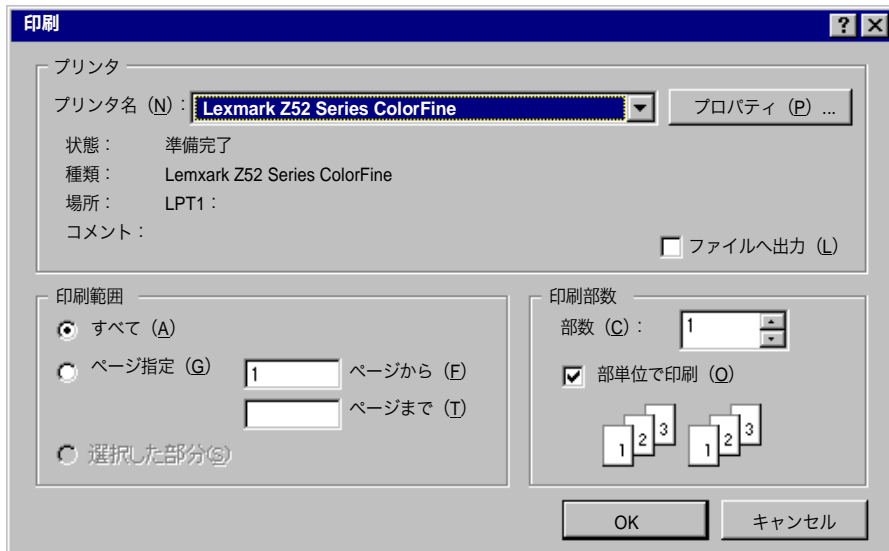 印刷
プリンタ
プリンタ名（N）：Lexmark Z52 Series ColorFine プロパティ（P）...
状態： 準備完了
種類： Lemxark Z52 Series ColorFine
場所： LPT1：
コメント：
ファイルへ出力（L）
印刷範囲
すべて（A）
ページ指定（G） 1 ページから（F）
ページまで（T）
選択した部分(S)
印刷部数
部数（C）： 1
部単位で印刷（O）
1 2 3 1 2 3
OK キャンセル